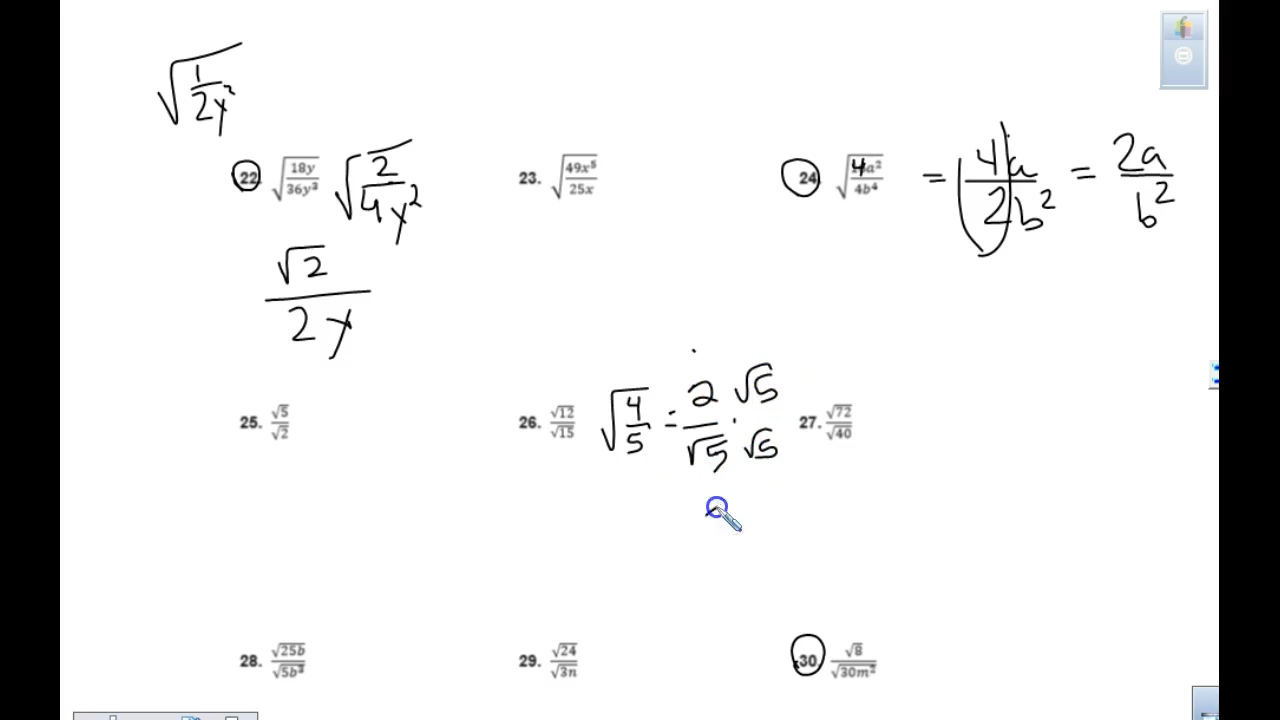 √(1/2y²)
22. √(18y/36y³) √(2/4y²)
√2/2y
23. √(49x⁵/25x)
24. √(4a²/4b⁴) = 4a/2b² = 2a/b²
25. √5/√2
26. √12/√15 √(4/5) = 2/√5 · √5/√5
27. √72/√40
28. √25b/√5b³
29. √24/√3n
30. √8/√30m²